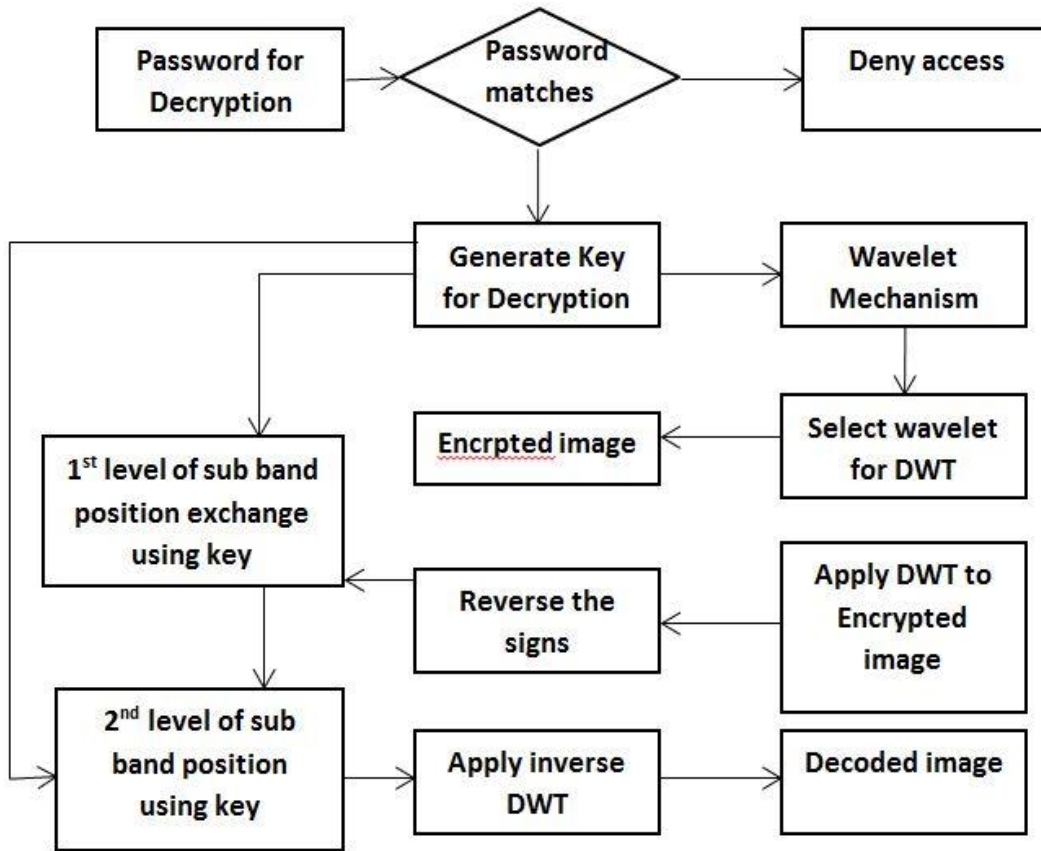 Password for
Decryption
Password
matches
Deny access
Generate Key
for Decryption
Wavelet
Mechanism
Encrpted image
Select wavelet
for DWT
1st level of sub band
position exchange
using key
Reverse the
signs
Apply DWT to
Encrypted
image
2nd level of sub
band position
using key
Apply inverse
DWT
Decoded image